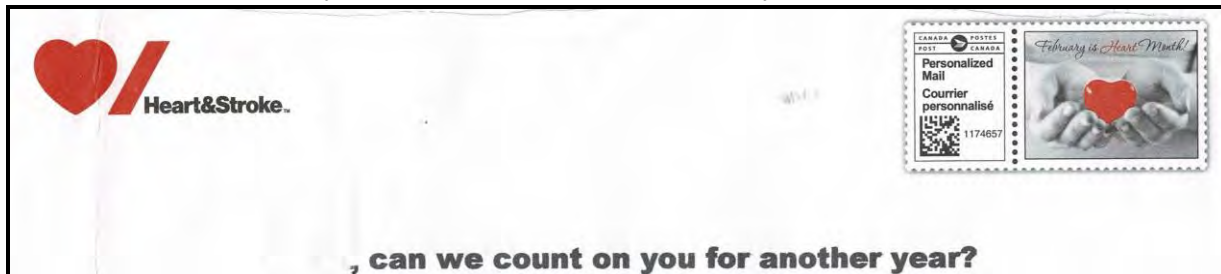 Heart&Stroke™
CANADA POSTES
POST CANADA
Personalized
Mail
Courrier
personnalisé
1174657
February is Heart Month!
, can we count on you for another year?